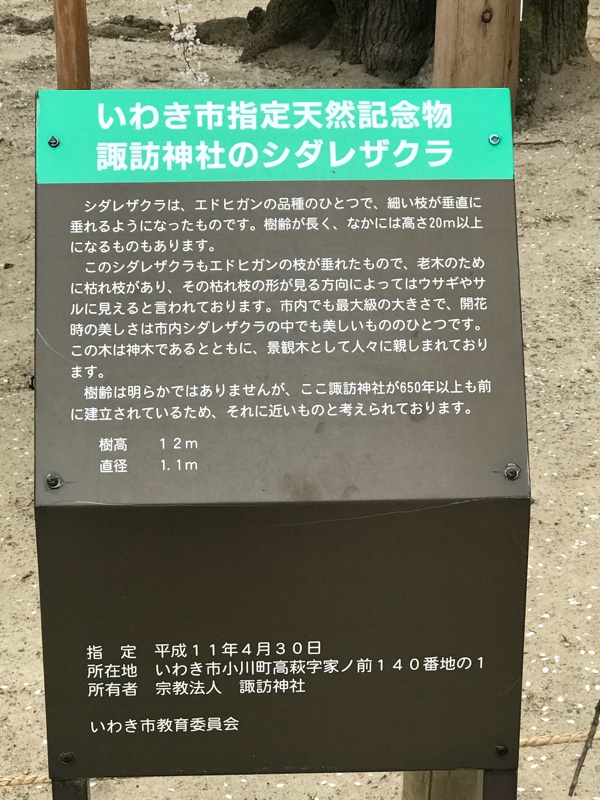 いわき市指定天然記念物
諏訪神社のシダレザクラ
シダレザクラは、エドヒガンの品種のひとつで、細い枝が垂直に
垂れるようになったものです。樹齢が長く、なかには高さ20m以上
になるものもあります。
このシダレザクラもエドヒガンの枝が垂れたもので、老木のため
に枯れ枝があり、その枯れ枝の形が見る方向によってはウサギやサ
ルに見えると言われております。市内でも最大級の大きさで、開花
時の美しさは市内シダレザクラの中でも美しいもののひとつです。
この木は神木であるとともに、景観木として人々に親しまれており
ます。
樹齢は明らかではありませんが、ここ諏訪神社が650年以上も前
に建立されているため、それに近いものと考えられております。
樹高 12m
直径 1.1m
指 定 平成11年4月30日
所在地 いわき市小川町高萩字家ノ前140番地の1
所有者 宗教法人 諏訪神社
いわき市教育委員会